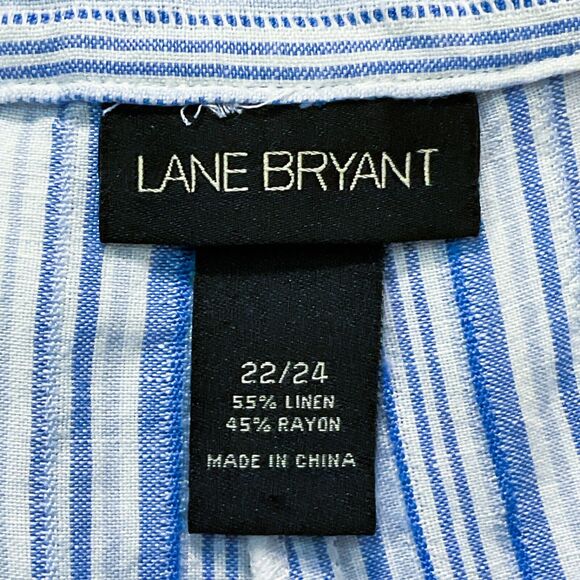 LANE BRYANT
22/24
55% LINEN
45% RAYON
MADE IN CHINA